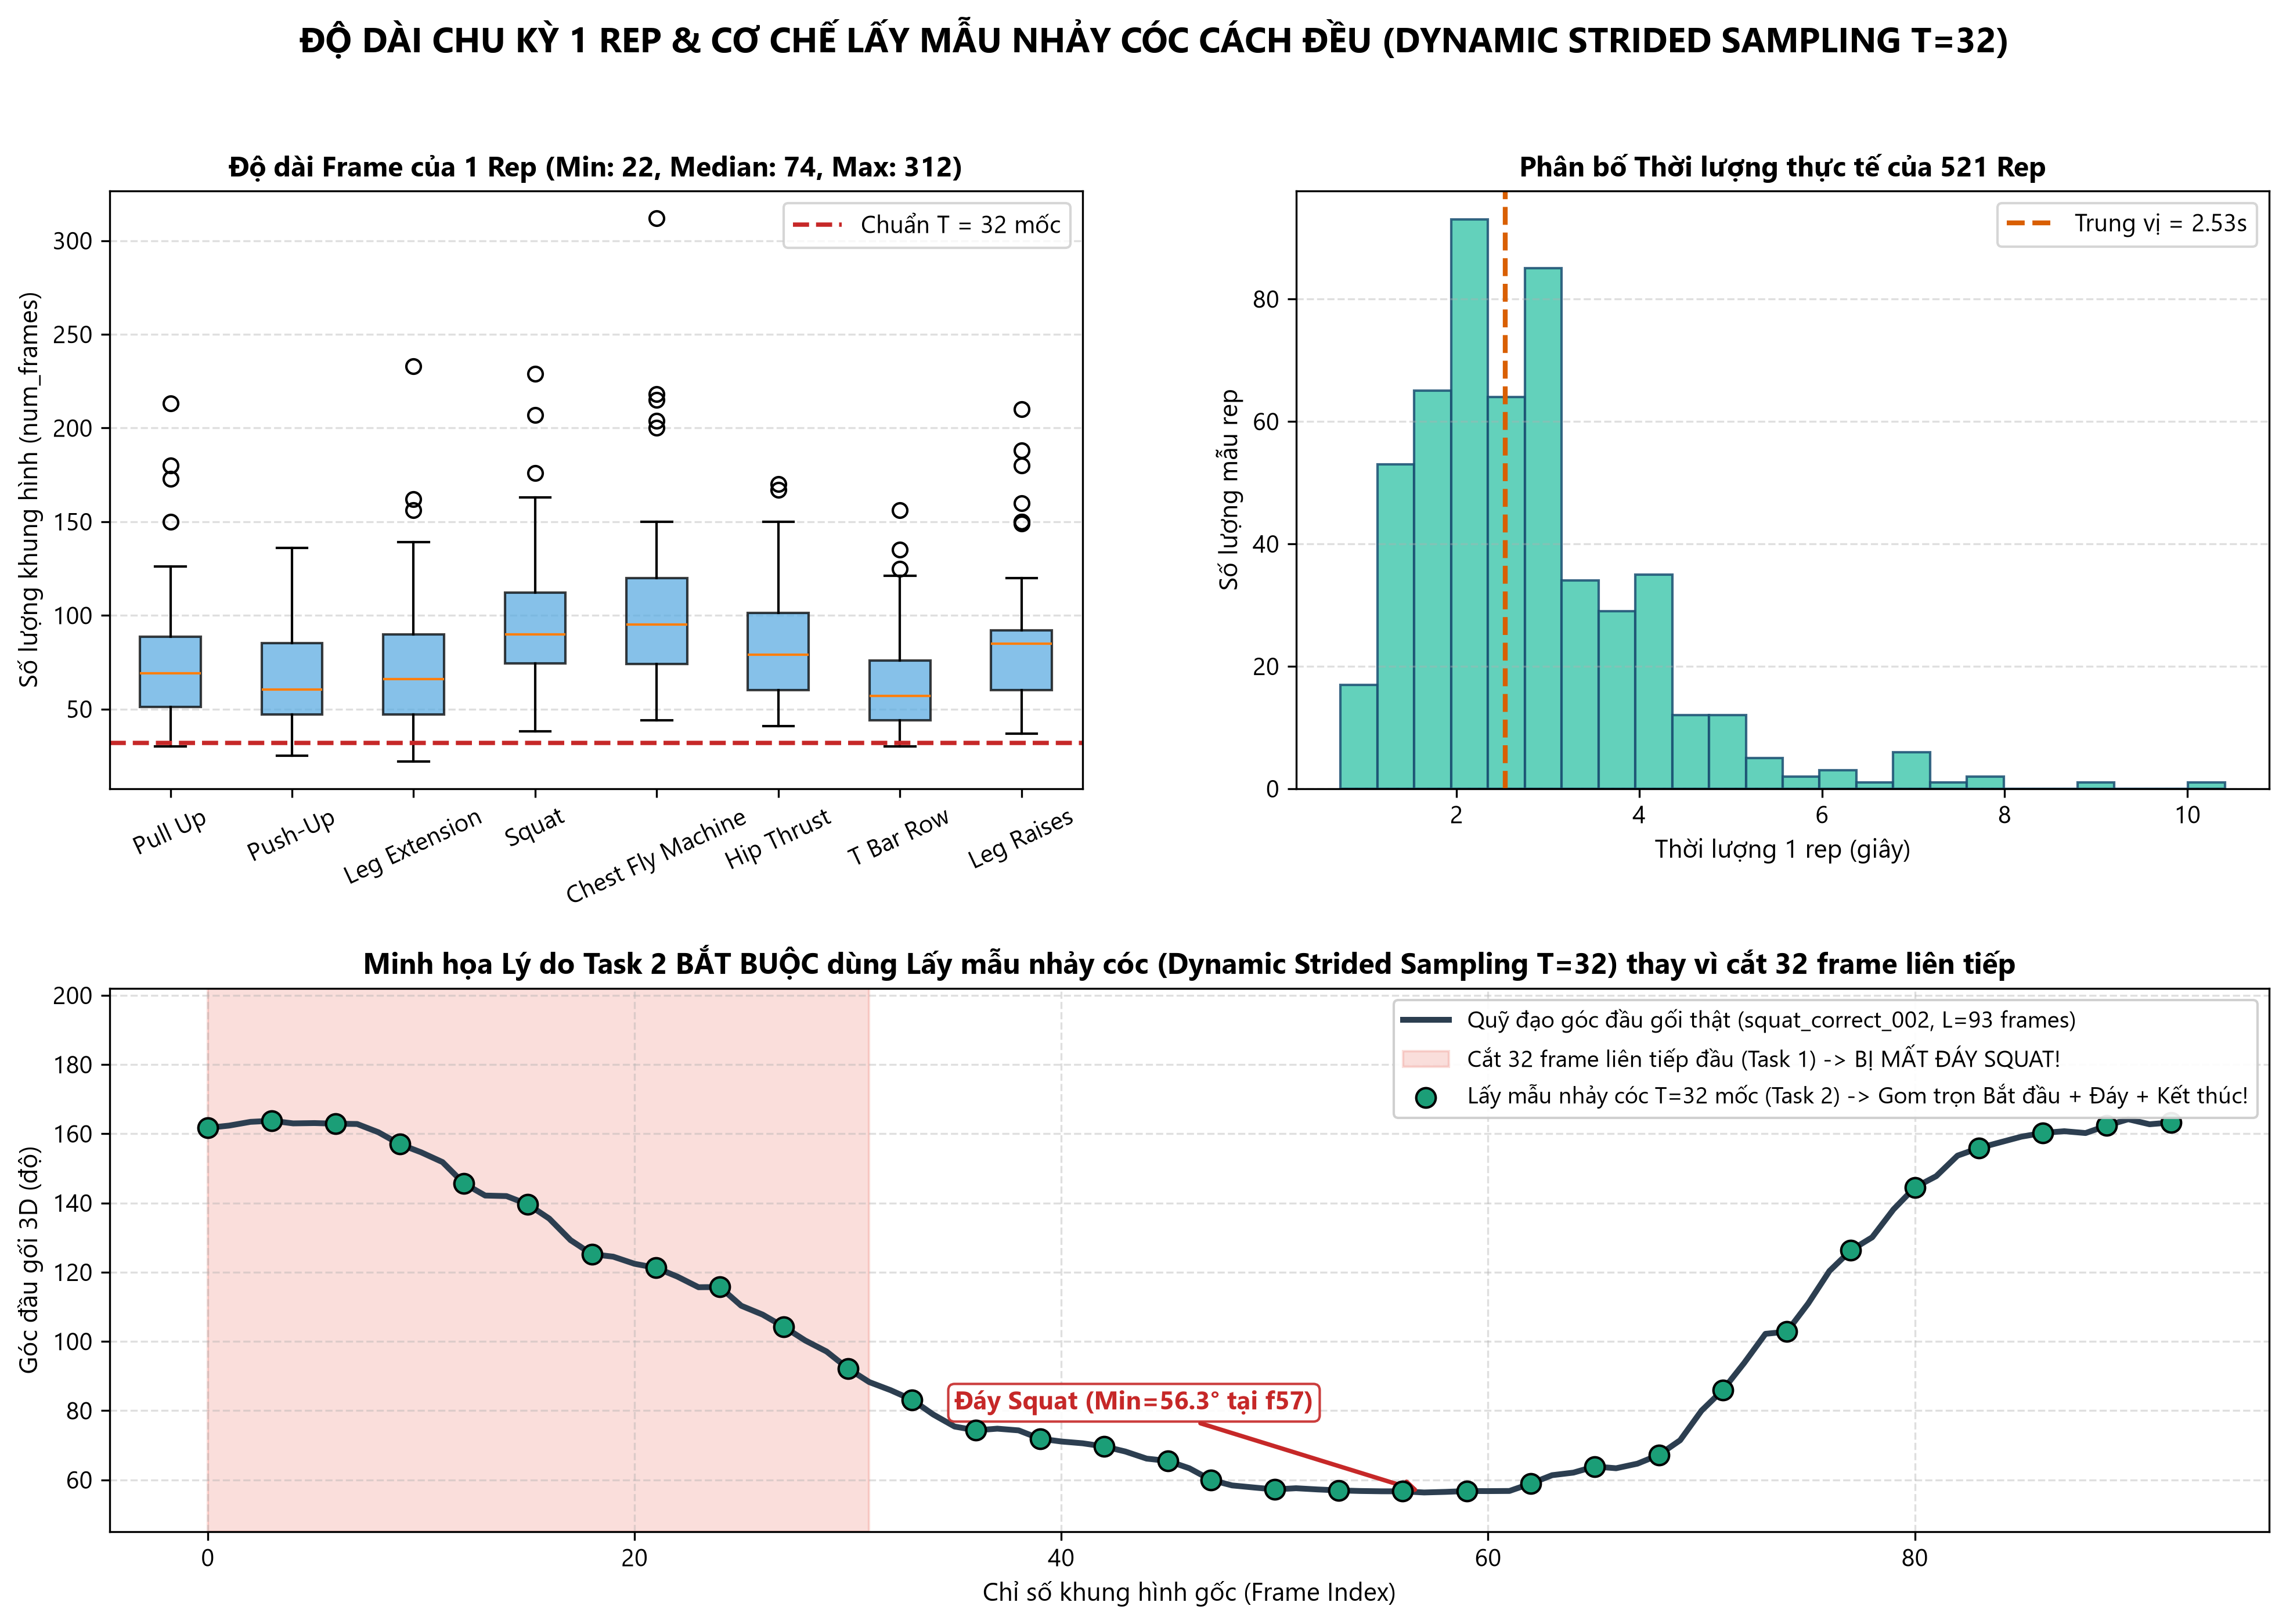 ĐỘ DÀI CHU KỲ 1 REP & CƠ CHẾ LẤY MẪU NHẢY CÓC CÁCH ĐỀU (DYNAMIC STRIDED SAMPLING T=32)
Độ dài Frame của 1 Rep (Min: 22, Median: 74, Max: 312)
Số lượng khung hình (num_frames)
300
250
200
150
100
50
Chuẩn T = 32 mốc
Pull Up
Push-Up
Leg Extension
Squat
Chest Fly Machine
Hip Thrust
T Bar Row
Leg Raises
Phân bố Thời lượng thực tế của 521 Rep
Số lượng mẫu rep
80
60
40
20
0
Trung vị = 2.53s
2
4
6
8
10
Thời lượng 1 rep (giây)
Minh họa Lý do Task 2 BẮT BUỘC dùng Lấy mẫu nhảy cóc (Dynamic Strided Sampling T=32) thay vì cắt 32 frame liên tiếp
Góc đầu gối 3D (độ)
200
180
160
140
120
100
80
60
Quỹ đạo góc đầu gối thật (squat_correct_002, L=93 frames)
Cắt 32 frame liên tiếp đầu (Task 1) -> BỊ MẤT ĐÁY SQUAT!
Lấy mẫu nhảy cóc T=32 mốc (Task 2) -> Gom trọn Bắt đầu + Đáy + Kết thúc!
Đáy Squat (Min=56.3° tại f57)
0
20
40
60
80
Chỉ số khung hình gốc (Frame Index)